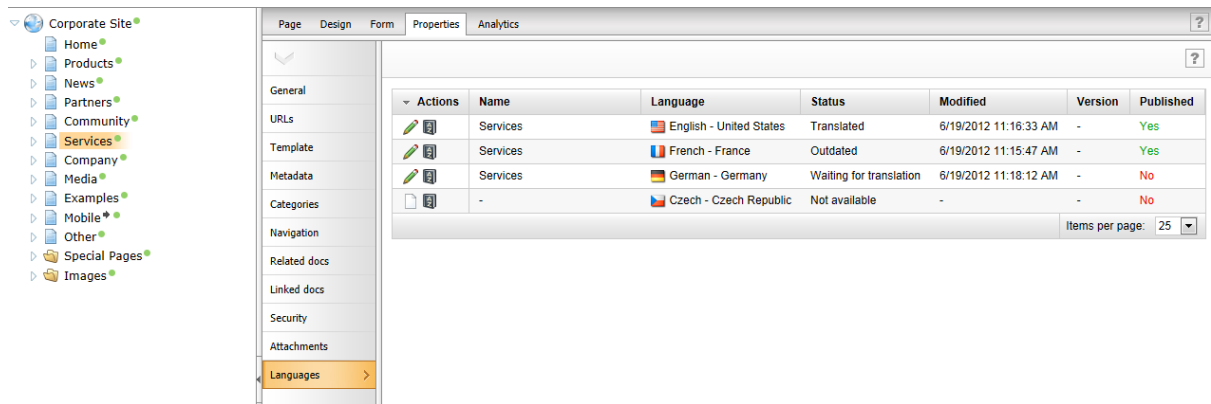 Corporate Site
Home
Products
News
Partners
Community
Services
Company
Media
Examples
Mobile
Other
Special Pages
Images
Page Design Form Properties Analytics ?
?
General
URLs
Template
Metadata
Categories
Navigation
Related docs
Linked docs
Security
Attachments
Languages
Actions Name Language Status Modified Version Published
Services English - United States Translated 6/19/2012 11:16:33 AM - Yes
Services French - France Outdated 6/19/2012 11:15:47 AM - Yes
Services German - Germany Waiting for translation 6/19/2012 11:18:12 AM - No
- Czech - Czech Republic Not available - - No
Items per page: 25